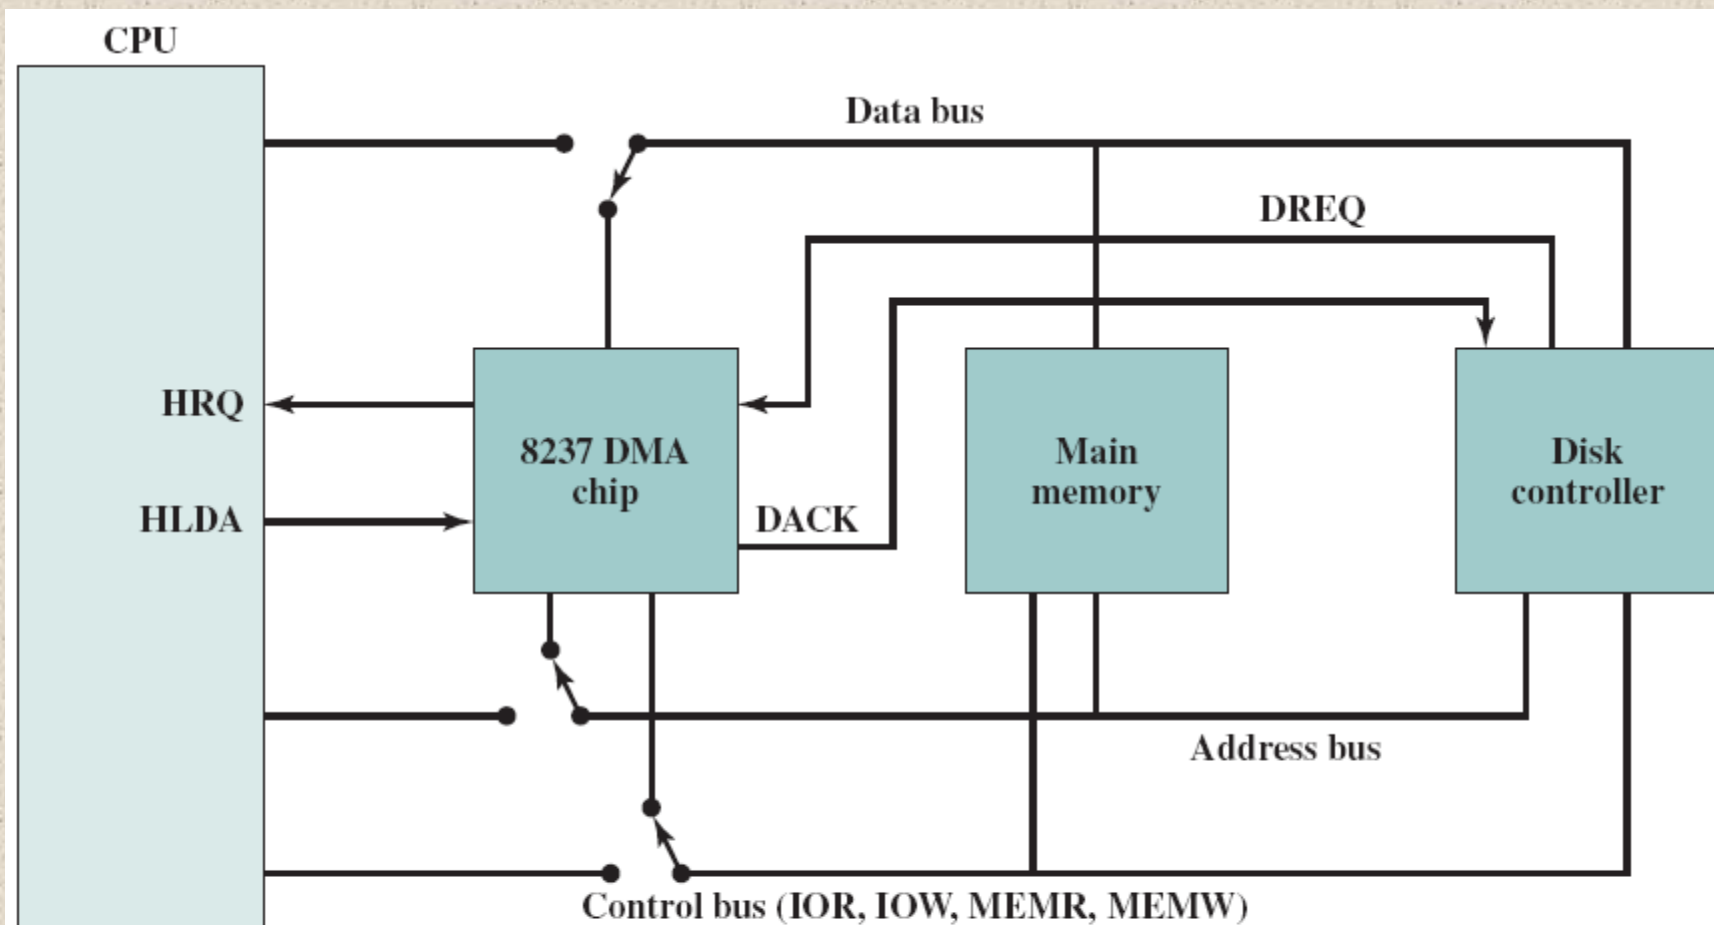 CPU
Data bus
DREQ
HRQ
8237 DMA
chip
Main
memory
Disk
controller
HLDA
DACK
Address bus
Control bus (IOR, IOW, MEMR, MEMW)